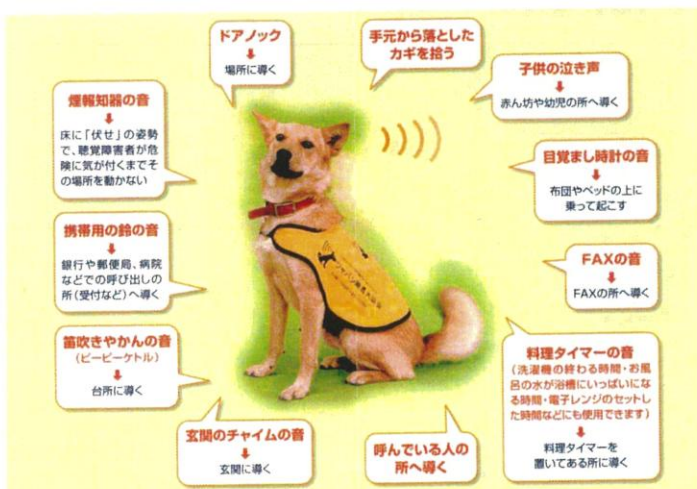 ドアノック
場所に導く
手元から落とした
カギを拾う
子供の泣き声
赤ん坊や幼児の所へ導く
煙報知器の音
床に「伏せ」の姿勢
で、聴覚障害者が危
険に気が付くまでそ
の場所を動かない
目覚まし時計の音
布団やベッドの上に
乗って起こす
携帯用の鈴の音
銀行や郵便局、病院
などでの呼び出しの
所(受付など)へ導く
FAXの音
FAXの所へ導く
笛吹きやかんの音
(ピーピーケトル)
台所に導く
料理タイマーの音
(洗濯機の終わる時間・お風
呂の水が浴槽にいっぱいにな
る時間・電子レンジのセットし
た時間などにも使用できます)
料理タイマーを
置いてある所に導く
玄関のチャイムの音
玄関に導く
呼んでいる人の
所へ導く